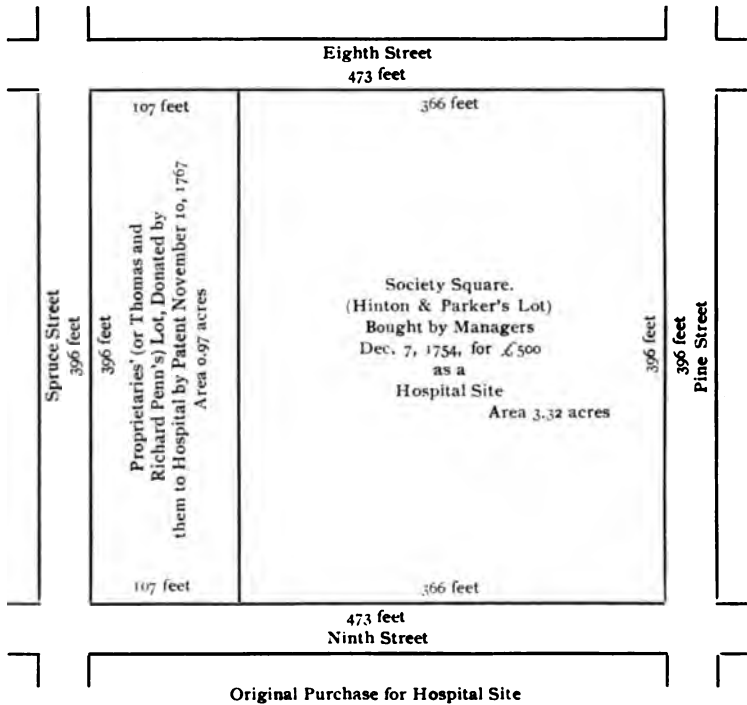 Eighth Street
473 feet
107 feet
366 feet
Spruce Street
396 feet
396 feet
Proprietaries' (or Thomas and
Richard Penn's) Lot, Donated by
them to Hospital by Patent November 10, 1767
Area 0.97 acres
Society Square.
(Hinton & Parker's Lot)
Bought by Managers
Dec. 7, 1754, for £500
as a
Hospital Site
Area 3.32 acres
396 feet
396 feet
Pine Street
107 feet
366 feet
473 feet
Ninth Street
Original Purchase for Hospital Site